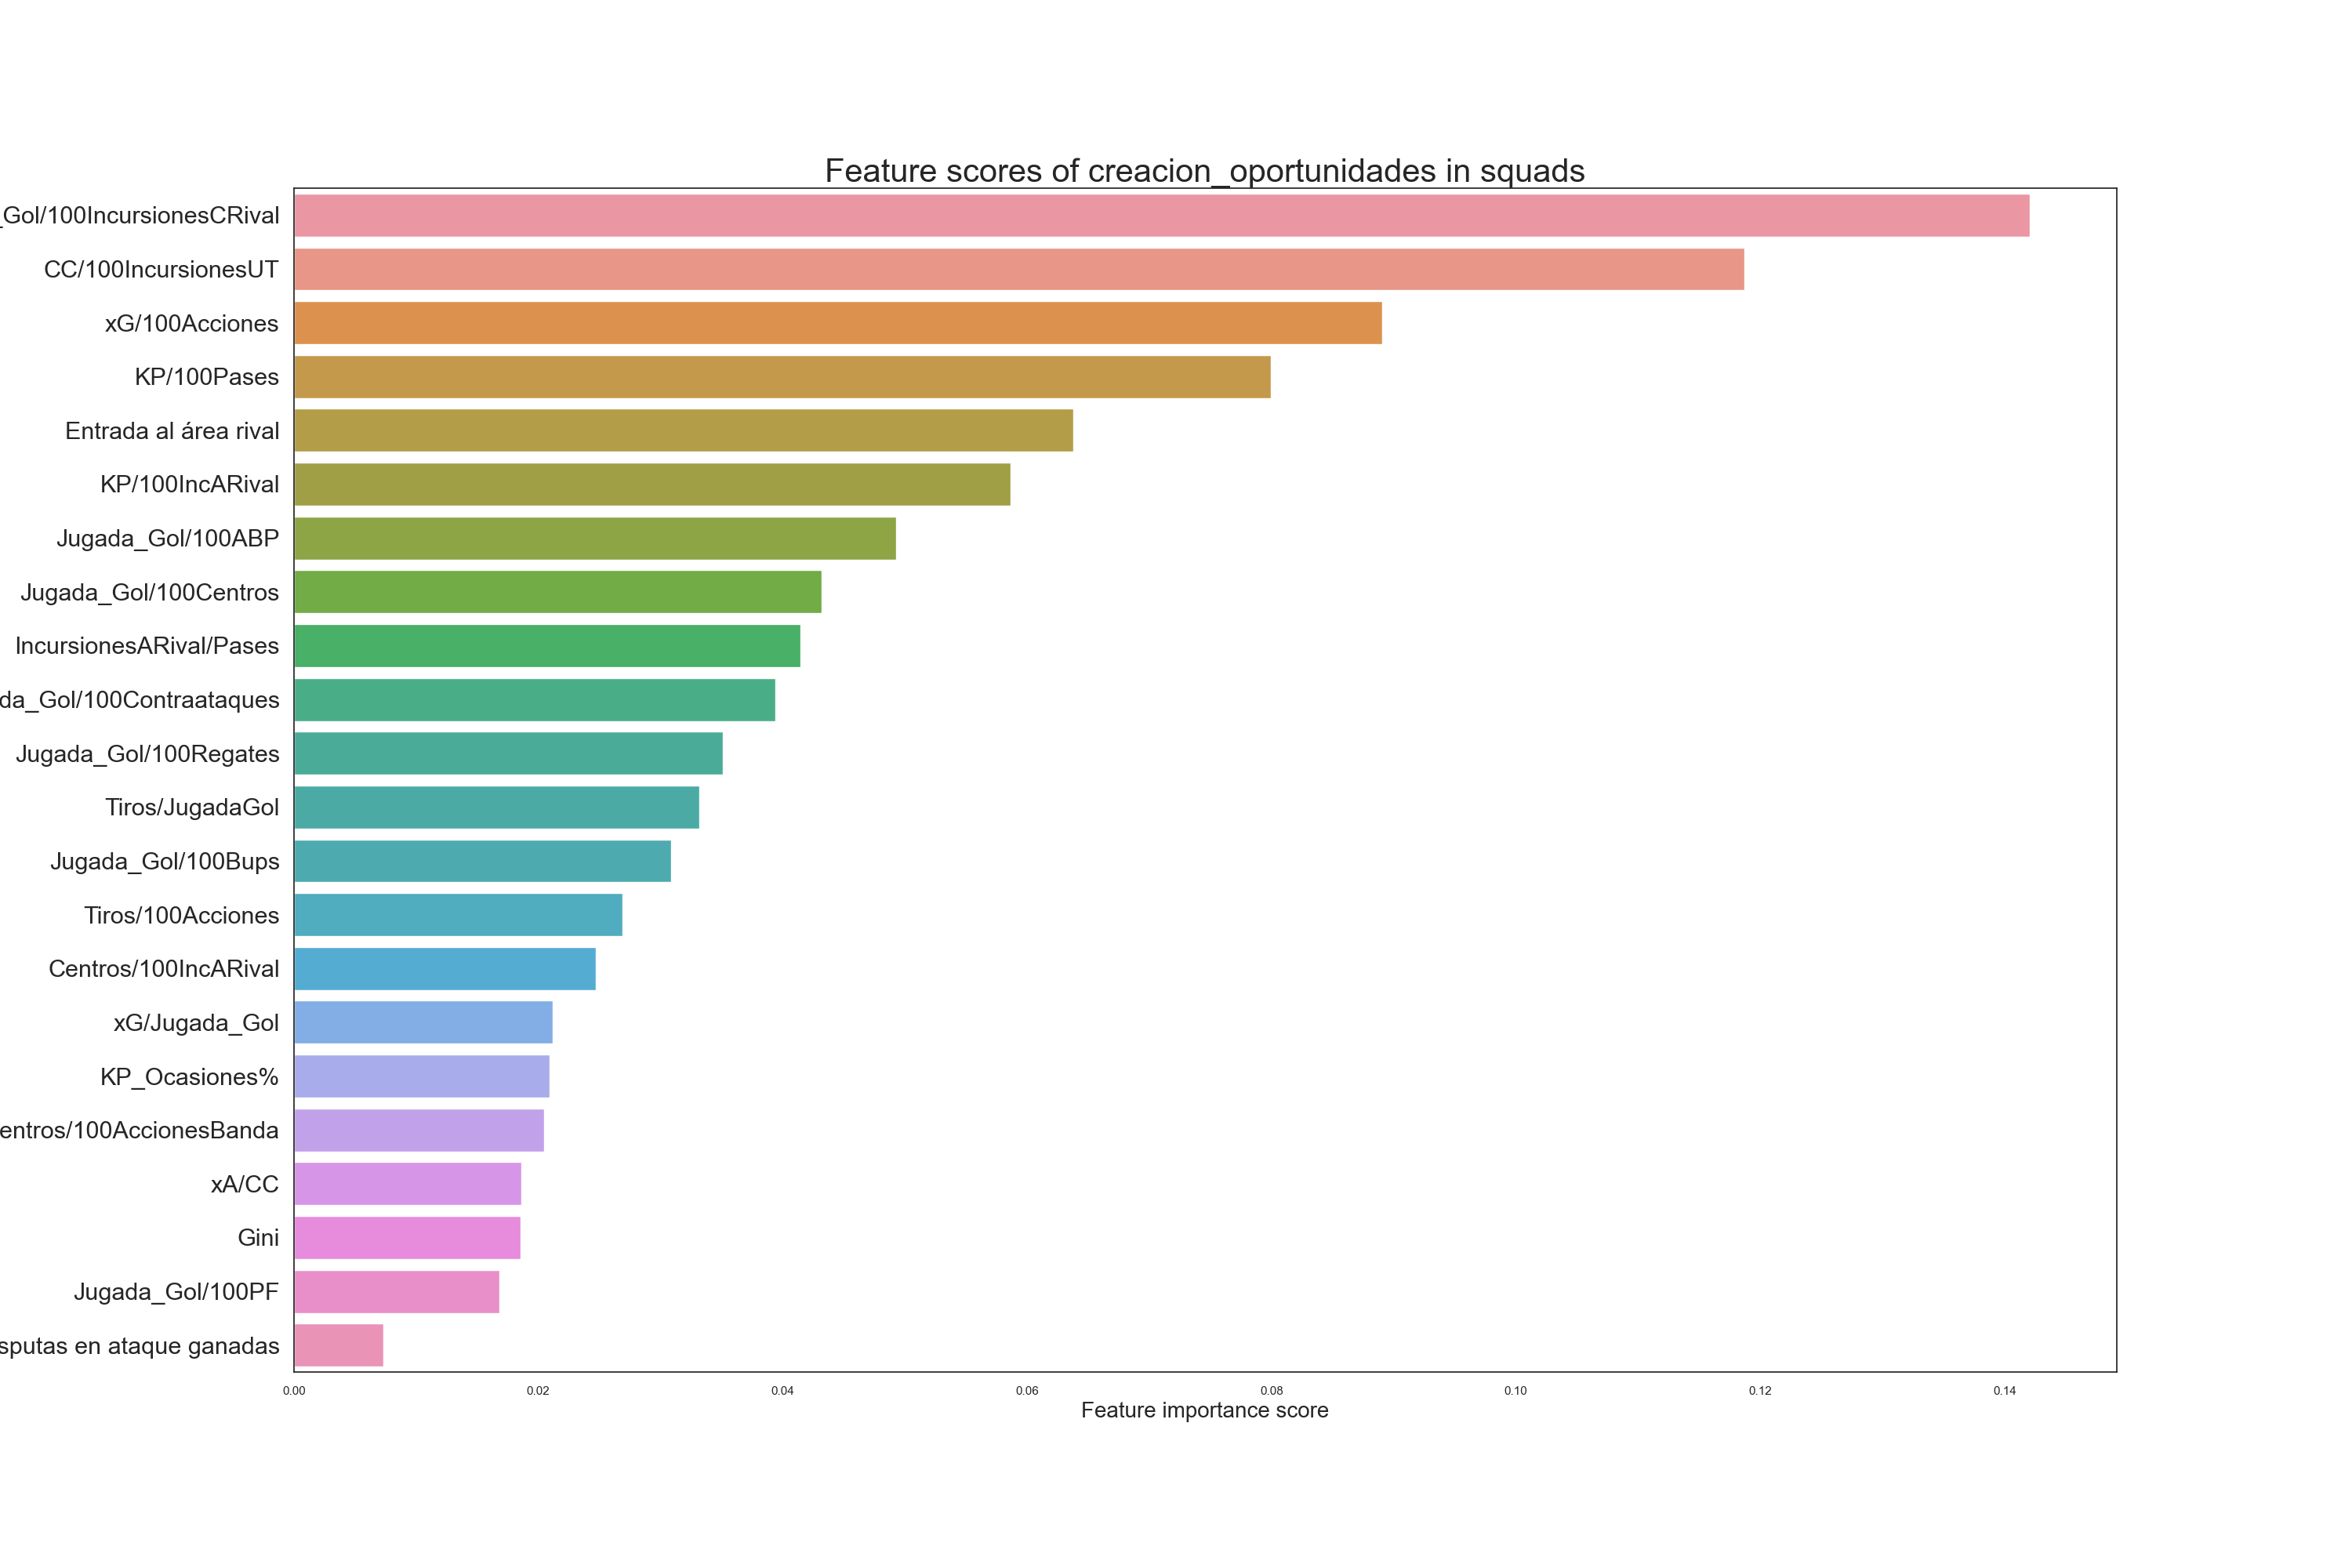 Feature scores of creacion_oportunidades in squads
_Gol/100IncursionesCRival
CC/100IncursionesUT
xG/100Acciones
KP/100Pases
Entrada al área rival
KP/100IncARival
Jugada_Gol/100ABP
Jugada_Gol/100Centros
IncursionesARival/Pases
da_Gol/100Contraataques
Jugada_Gol/100Regates
Tiros/JugadaGol
Jugada_Gol/100Bups
Tiros/100Acciones
Centros/100IncARival
xG/Jugada_Gol
KP_Ocasiones%
entros/100AccionesBanda
xA/CC
Gini
Jugada_Gol/100PF
sputas en ataque ganadas
0.00 0.02 0.04 0.06 0.08 0.10 0.12 0.14
Feature importance score